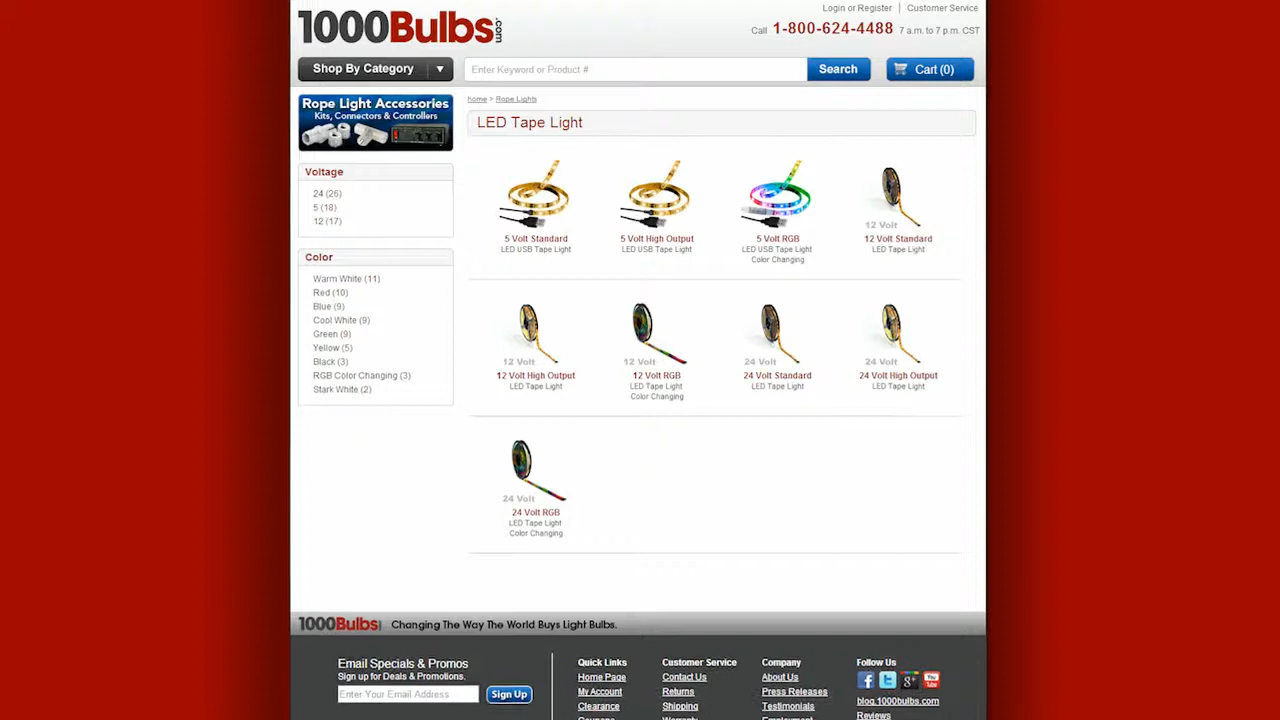 Login or Register | Customer Service
1000Bulbs.com
Call 1-800-624-4488 7 a.m. to 7 p.m. CST
Shop By Category ▼
Enter Keyword or Product #
Search
Cart (0)
Rope Light Accessories
Kits, Connectors & Controllers
home > Rope Lights
LED Tape Light
Voltage
24 (26)
5 (18)
12 (17)
Color
Warm White (11)
Red (10)
Blue (9)
Cool White (9)
Green (9)
Yellow (5)
Black (3)
RGB Color Changing (3)
Stark White (2)
5 Volt Standard
LED USB Tape Light
5 Volt High Output
LED USB Tape Light
5 Volt RGB
LED USB Tape Light
Color Changing
12 Volt
12 Volt Standard
LED Tape Light
12 Volt
12 Volt High Output
LED Tape Light
12 Volt
12 Volt RGB
LED Tape Light
Color Changing
24 Volt
24 Volt Standard
LED Tape Light
24 Volt
24 Volt High Output
LED Tape Light
24 Volt
24 Volt RGB
LED Tape Light
Color Changing
1000Bulbs Changing The Way The World Buys Light Bulbs.
Email Specials & Promos
Sign up for Deals & Promotions.
Enter Your Email Address
Sign Up
Quick Links
Home Page
My Account
Clearance
Coupons
Customer Service
Contact Us
Returns
Shipping
Warranty
Company
About Us
Press Releases
Testimonials
Employment
Follow Us
blog.1000bulbs.com
Reviews